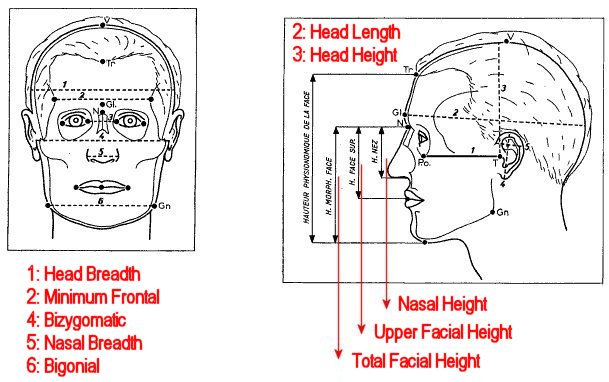 V
Tr
1
2
Gl.
N
3
4
5
6
Gn
1: Head Breadth
2: Minimum Frontal
4: Bizygomatic
5: Nasal Breadth
6: Bigonial
2: Head Length
3: Head Height
V
Tr
3
Gl
2
N
5
1
Po.
T
4
Gn
HAUTEUR PHYSIONOMIQUE DE LA FACE
H. MORPH. FACE
H. FACE SUP.
H. NEZ
Nasal Height
Upper Facial Height
Total Facial Height